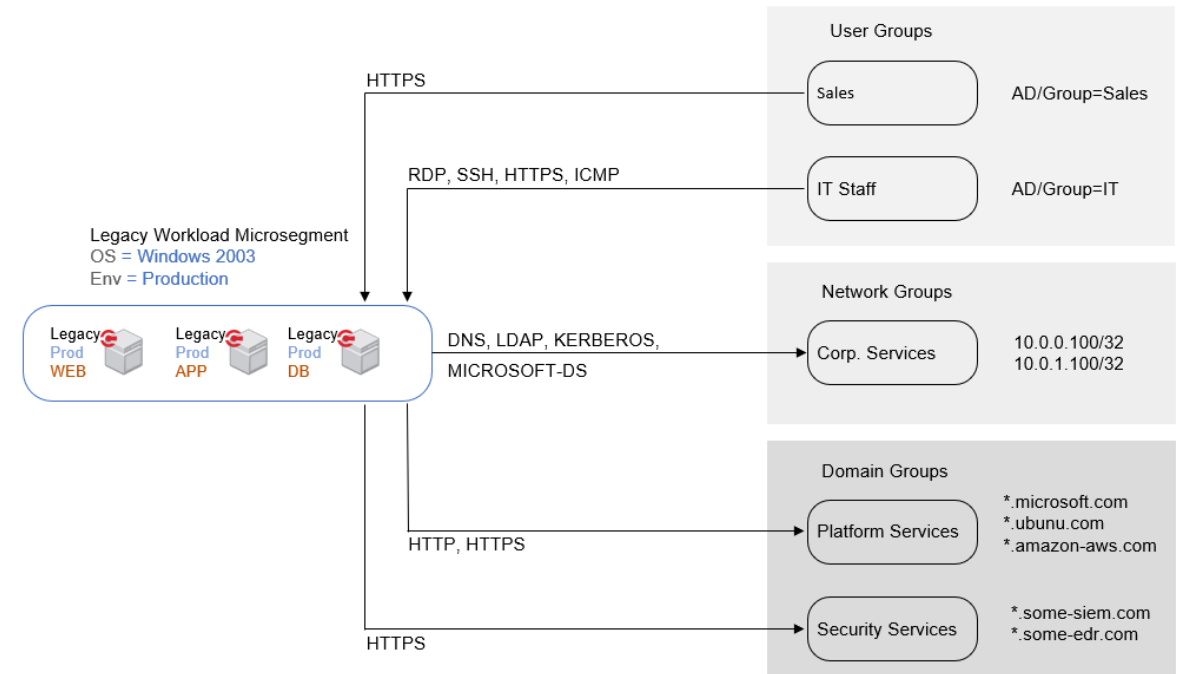 User Groups
HTTPS
Sales
AD/Group=Sales
RDP, SSH, HTTPS, ICMP
IT Staff
AD/Group=IT
Legacy Workload Microsegment
OS = Windows 2003
Env = Production
Network Groups
Legacy
Prod
WEB
Legacy
Prod
APP
Legacy
Prod
DB
DNS, LDAP, KERBEROS,
MICROSOFT-DS
Corp. Services
10.0.0.100/32
10.0.1.100/32
Domain Groups
Platform Services
*.microsoft.com
*.ubunu.com
*.amazon-aws.com
HTTP, HTTPS
Security Services
*.some-siem.com
*.some-edr.com
HTTPS